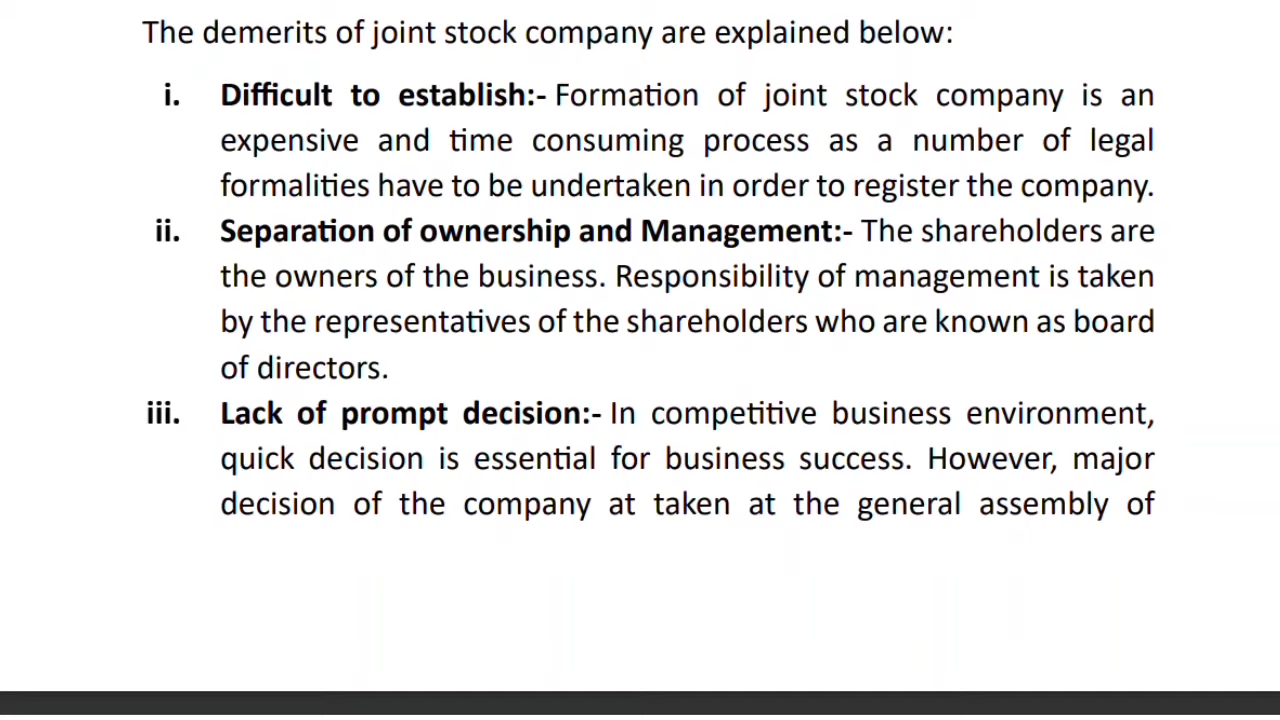 The demerits of joint stock company are explained below:
i. Difficult to establish:- Formation of joint stock company is an
expensive and time consuming process as a number of legal
formalities have to be undertaken in order to register the company.
ii. Separation of ownership and Management:- The shareholders are
the owners of the business. Responsibility of management is taken
by the representatives of the shareholders who are known as board
of directors.
iii. Lack of prompt decision:- In competitive business environment,
quick decision is essential for business success. However, major
decision of the company at taken at the general assembly of